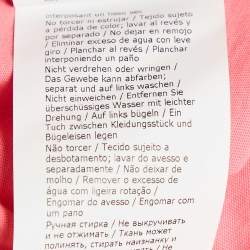 interponiendo un paño seco
No torcer ni estrujar / Tejido sujeto
a pérdida de color; lavar al revés y
por separado / No dejar en remojo
/ Eliminar exceso de agua con leve
giro / Planchar al revés / Planchar
interponiendo un paño
Nicht verdrehen oder wringen /
Das Gewebe kann abfärben;
separat und auf links waschen /
Nicht einweichen / Entfernen Sie
überschüssiges Wasser mit leichter
Drehung / Auf links bügeln / Ein
Tuch zwischen Kleidungsstück und
Bügeleisen legen
Não torcer / Tecido sujeito a
desbotamento; lavar do avesso e
separadamente / Não deixar de
molho / Remover o excesso de
água com ligeira rotação /
Engomar do avesso / Engomar com
um pano
Ручная стирка / Не выкручивать
и не отжимать / Ткань может
полинять, стирать наизнанку и